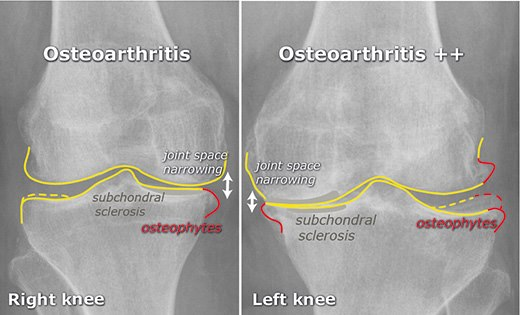 Osteoarthritis
joint space
narrowing
subchondral
sclerosis
osteophytes
Right knee
Osteoarthritis ++
joint space
narrowing
subchondral
sclerosis
osteophytes
Left knee